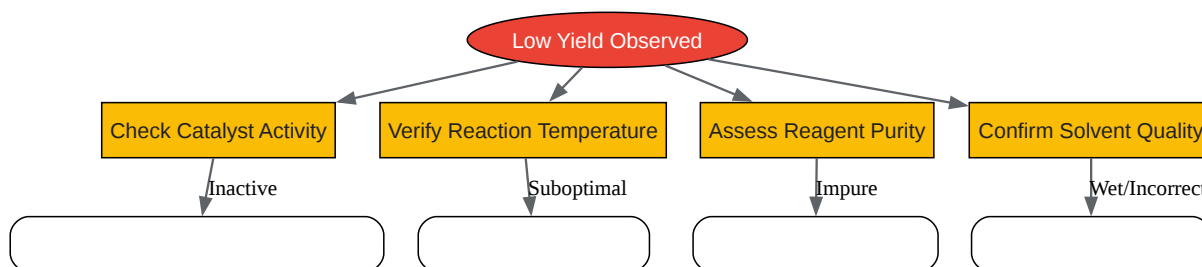 Low Yield Observed
Check Catalyst Activity
Verify Reaction Temperature
Assess Reagent Purity
Confirm Solvent Quality
Inactive
Suboptimal
Impure
Wet/Incorrect